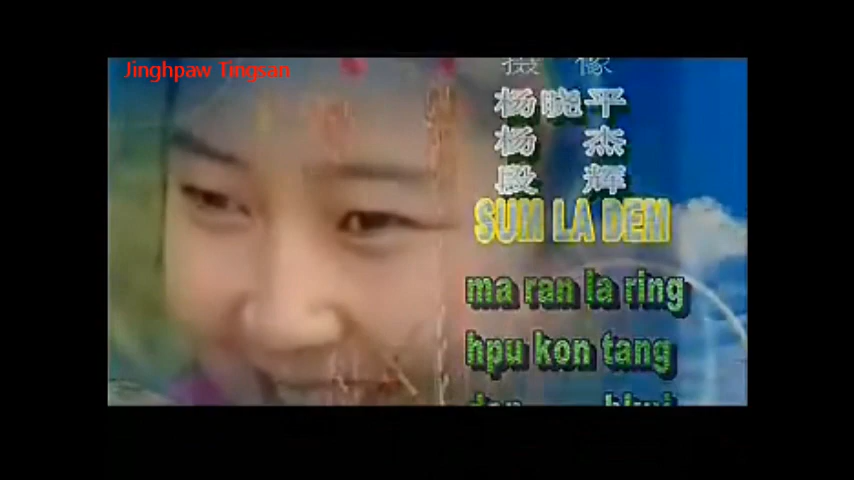 Jinghpaw Tingsan
摄 像
杨晓平
杨 杰
段 辉
SUM LA DEM
ma ran la ring
hpu kon tang